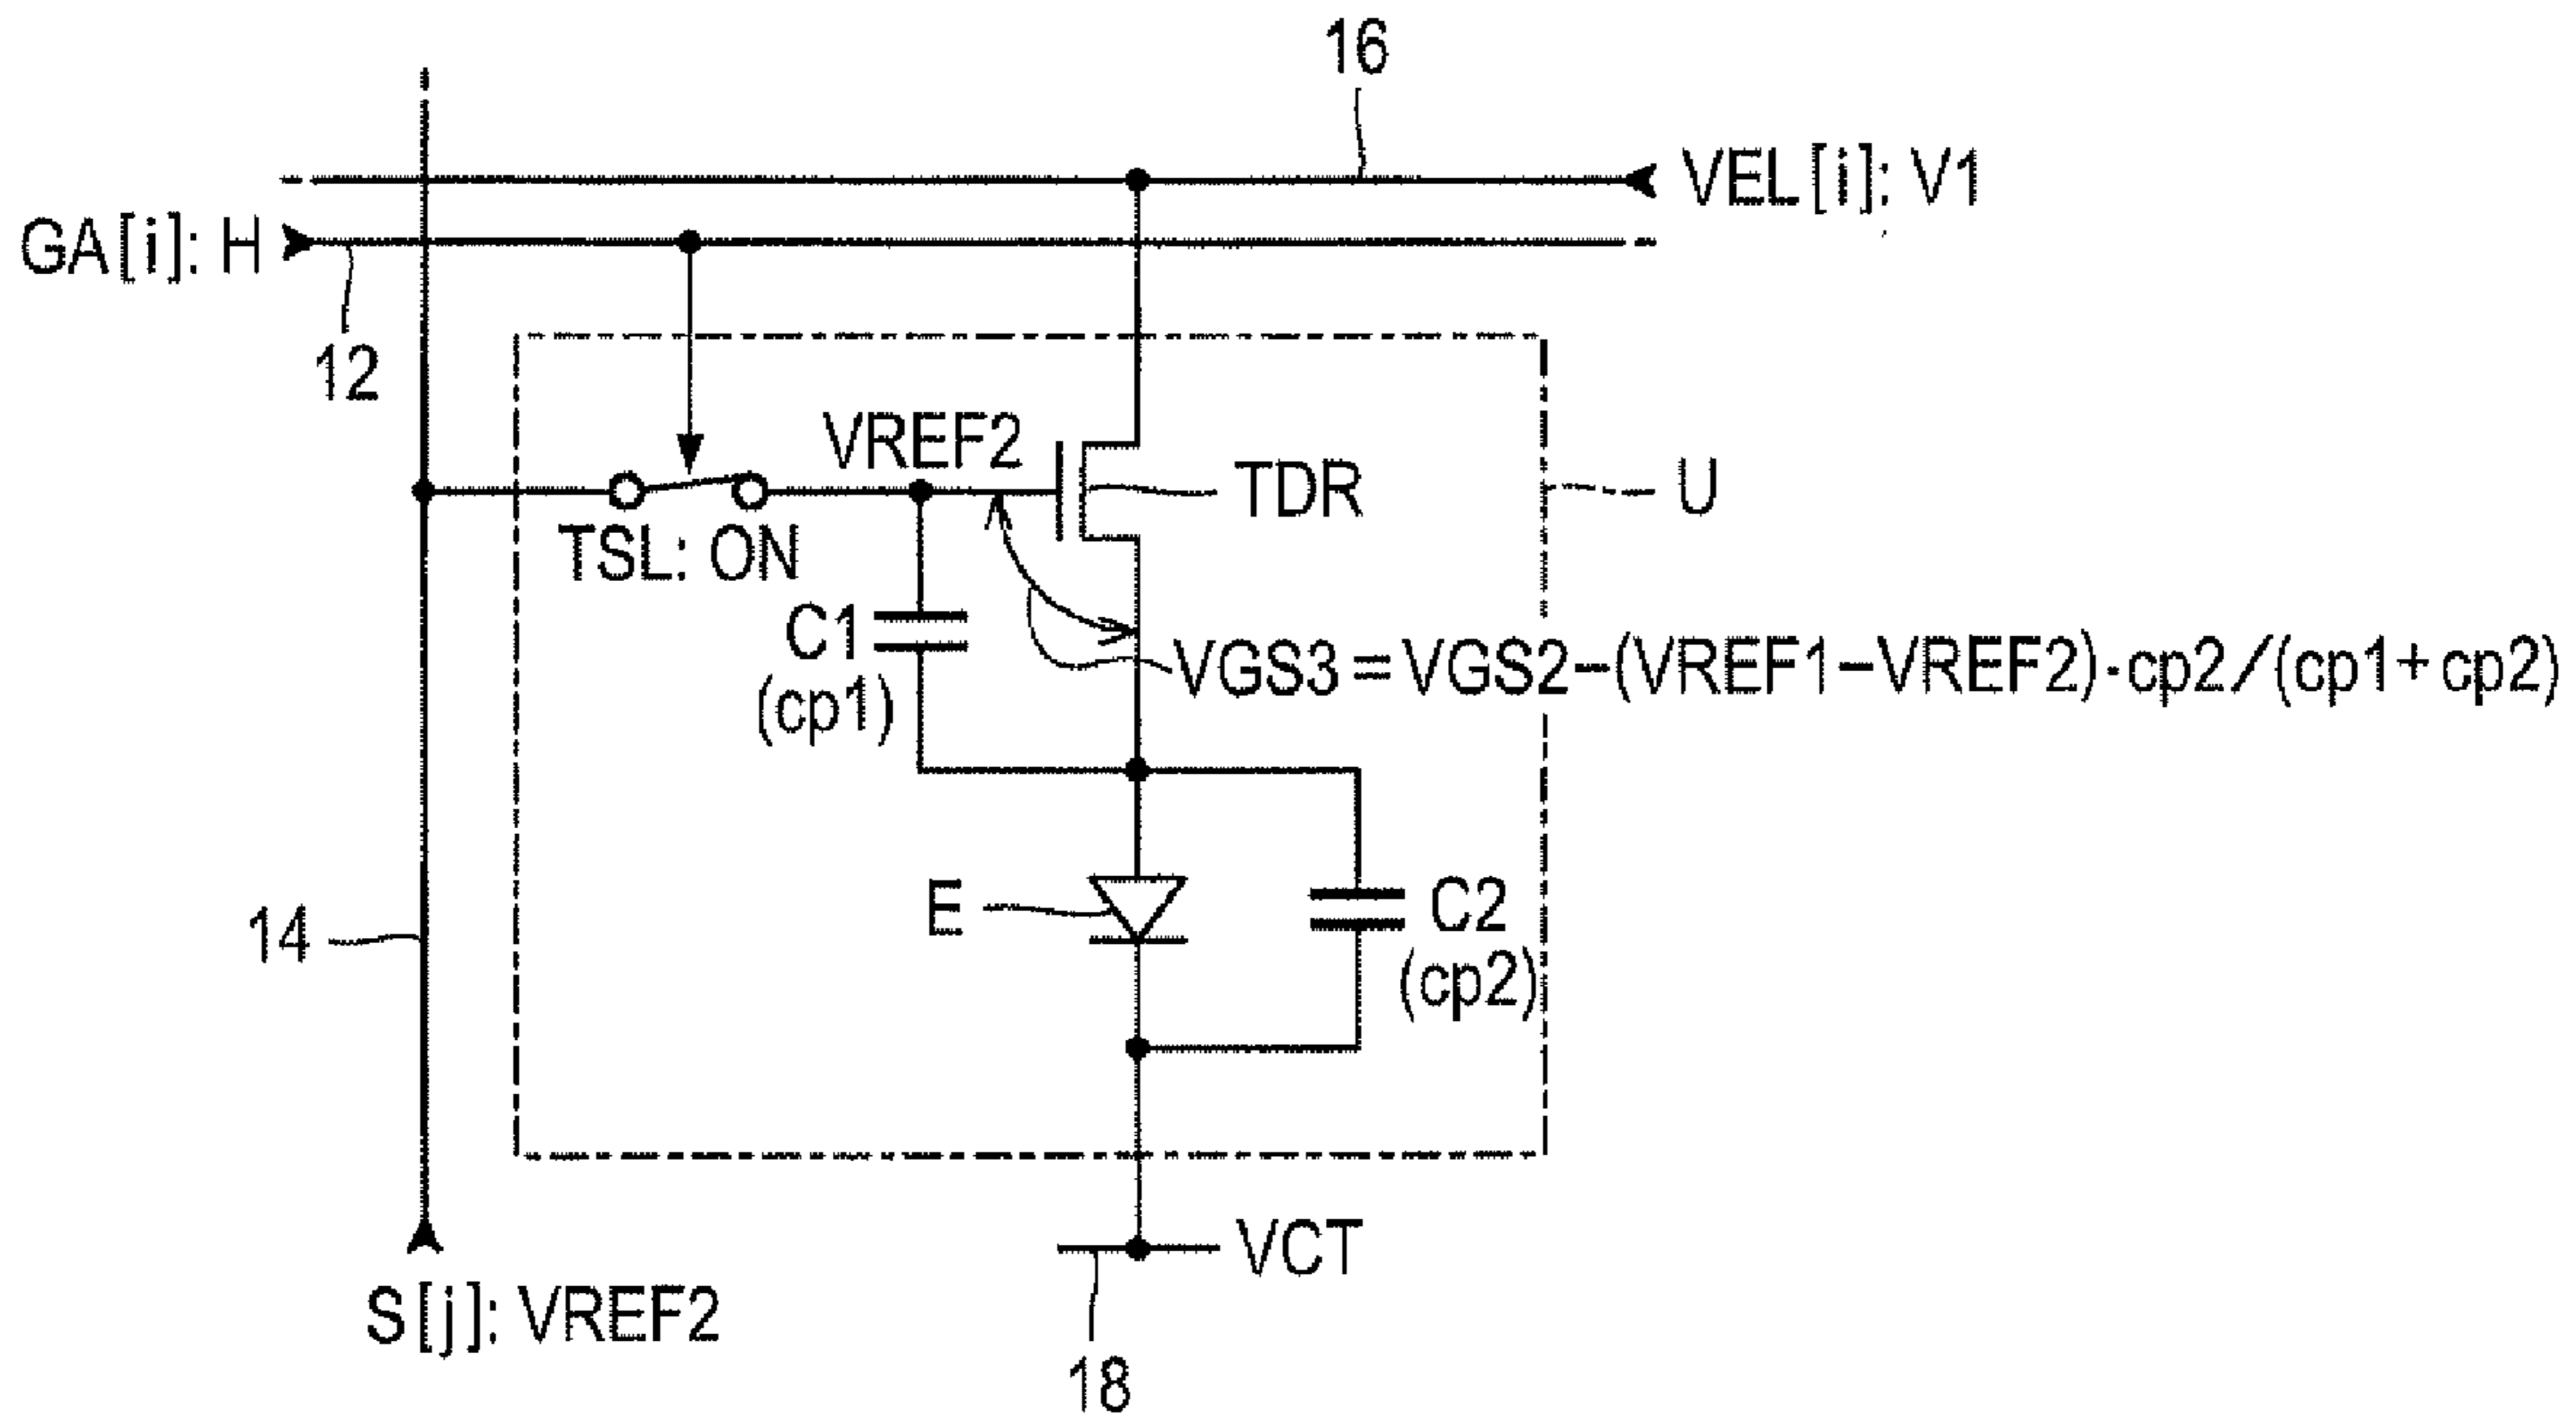 16
VEL[i]: V1
GA[i]: H
12
VREF2
TDR
U
TSL: ON
C1
(cp1)
VGS3=VGS2-(VREF1-VREF2)·cp2/(cp1+cp2)
E
C2
(cp2)
14
VCT
S[j]: VREF2
18